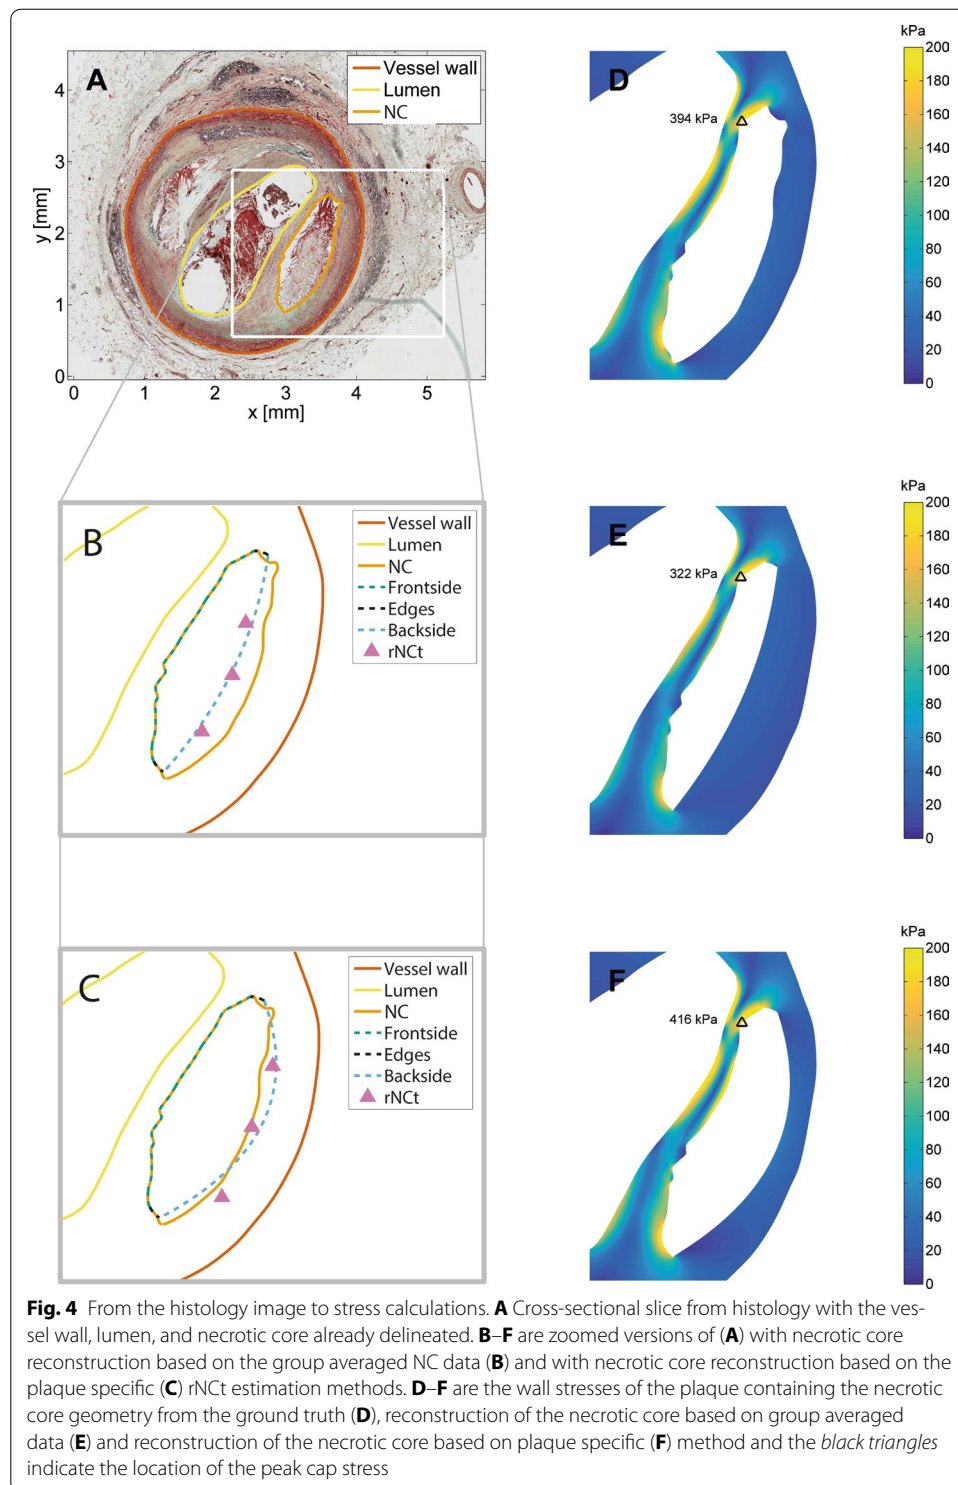 A
Vessel wall
Lumen
NC
4
3
2
1
0
y [mm]
0 1 2 3 4 5
x [mm]
D
394 kPa
kPa
200
180
160
140
120
100
80
60
40
20
0
B
Vessel wall
Lumen
NC
Frontside
Edges
Backside
rNCt
E
322 kPa
kPa
200
180
160
140
120
100
80
60
40
20
0
C
Vessel wall
Lumen
NC
Frontside
Edges
Backside
rNCt
F
416 kPa
kPa
200
180
160
140
120
100
80
60
40
20
0
Fig. 4 From the histology image to stress calculations. A Cross-sectional slice from histology with the ves-
sel wall, lumen, and necrotic core already delineated. B–F are zoomed versions of (A) with necrotic core
reconstruction based on the group averaged NC data (B) and with necrotic core reconstruction based on the
plaque specific (C) rNCt estimation methods. D–F are the wall stresses of the plaque containing the necrotic
core geometry from the ground truth (D), reconstruction of the necrotic core based on group averaged
data (E) and reconstruction of the necrotic core based on plaque specific (F) method and the black triangles
indicate the location of the peak cap stress